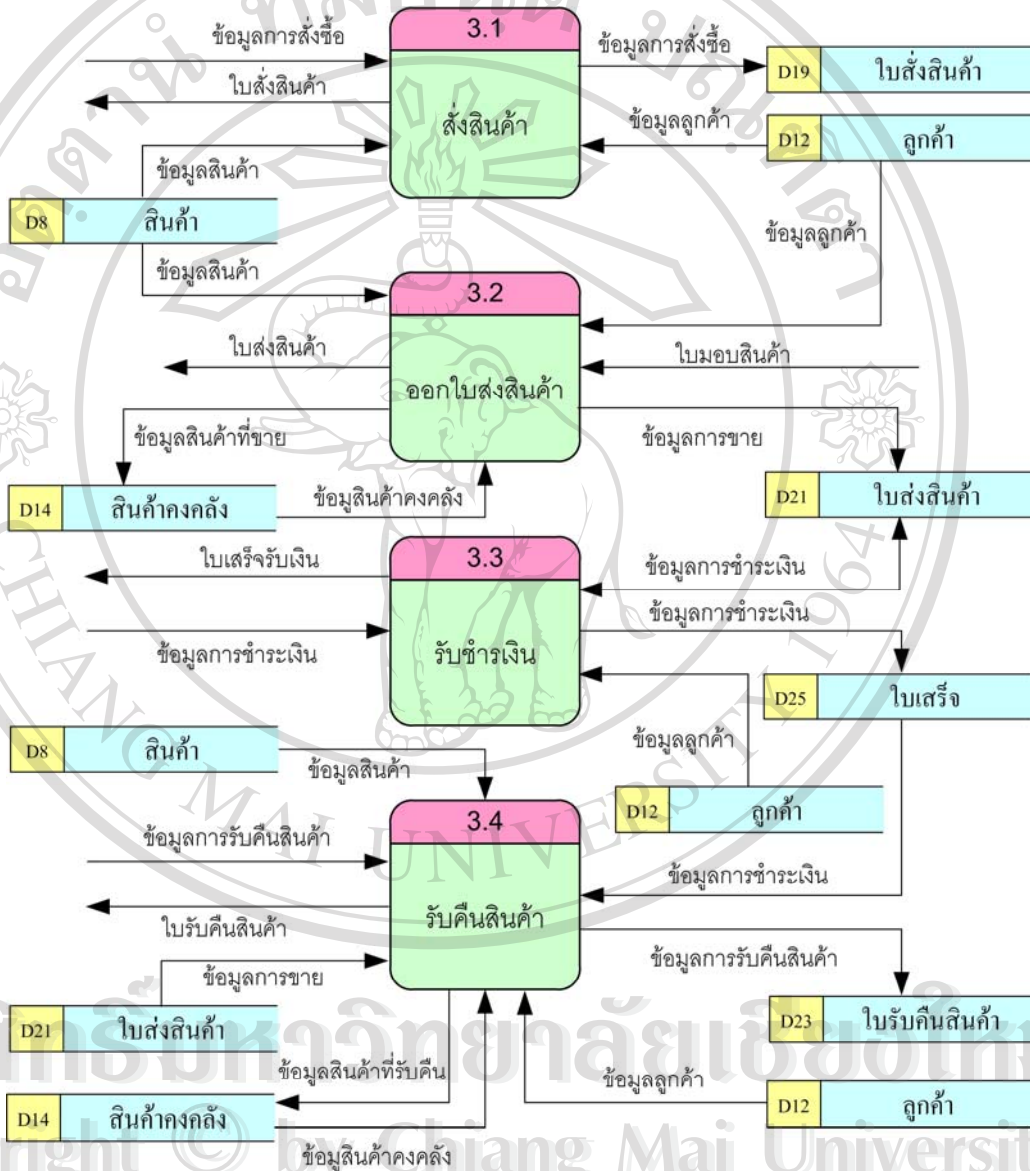 3.1
ข้อมูลการสั่งซื้อ
ข้อมูลการสั่งซื้อ
D19 ใบสั่งสินค้า
ใบสั่งสินค้า
สั่งสินค้า
ข้อมูลลูกค้า
D12 ลูกค้า
ข้อมูลสินค้า
D8 สินค้า
ข้อมูลลูกค้า
ข้อมูลสินค้า
3.2
ใบส่งสินค้า
ใบมอบสินค้า
ออกใบส่งสินค้า
ข้อมูลสินค้าที่ขาย
ข้อมูลการขาย
D14 สินค้าคงคลัง
ข้อมูสินค้าคงคลัง
D21 ใบส่งสินค้า
ใบเสร็จรับเงิน
3.3
ข้อมูลการชำระเงิน
ข้อมูลการชำระเงิน
ข้อมูลการชำระเงิน
รับชำรเงิน
D25 ใบเสร็จ
D8 สินค้า
ข้อมูลสินค้า
ข้อมูลลูกค้า
D12 ลูกค้า
3.4
ข้อมูลการรับคืนสินค้า
ข้อมูลการชำระเงิน
ใบรับคืนสินค้า
รับคืนสินค้า
ข้อมูลการขาย
ข้อมูลการรับคืนสินค้า
D21 ใบส่งสินค้า
D23 ใบรับคืนสินค้า
ข้อมูลสินค้าที่รับคืน
ข้อมูลลูกค้า
D14 สินค้าคงคลัง
D12 ลูกค้า
ข้อมูสินค้าคงคลัง
CHIANG MAI UNIVERSITY 1964
by Chiang Mai